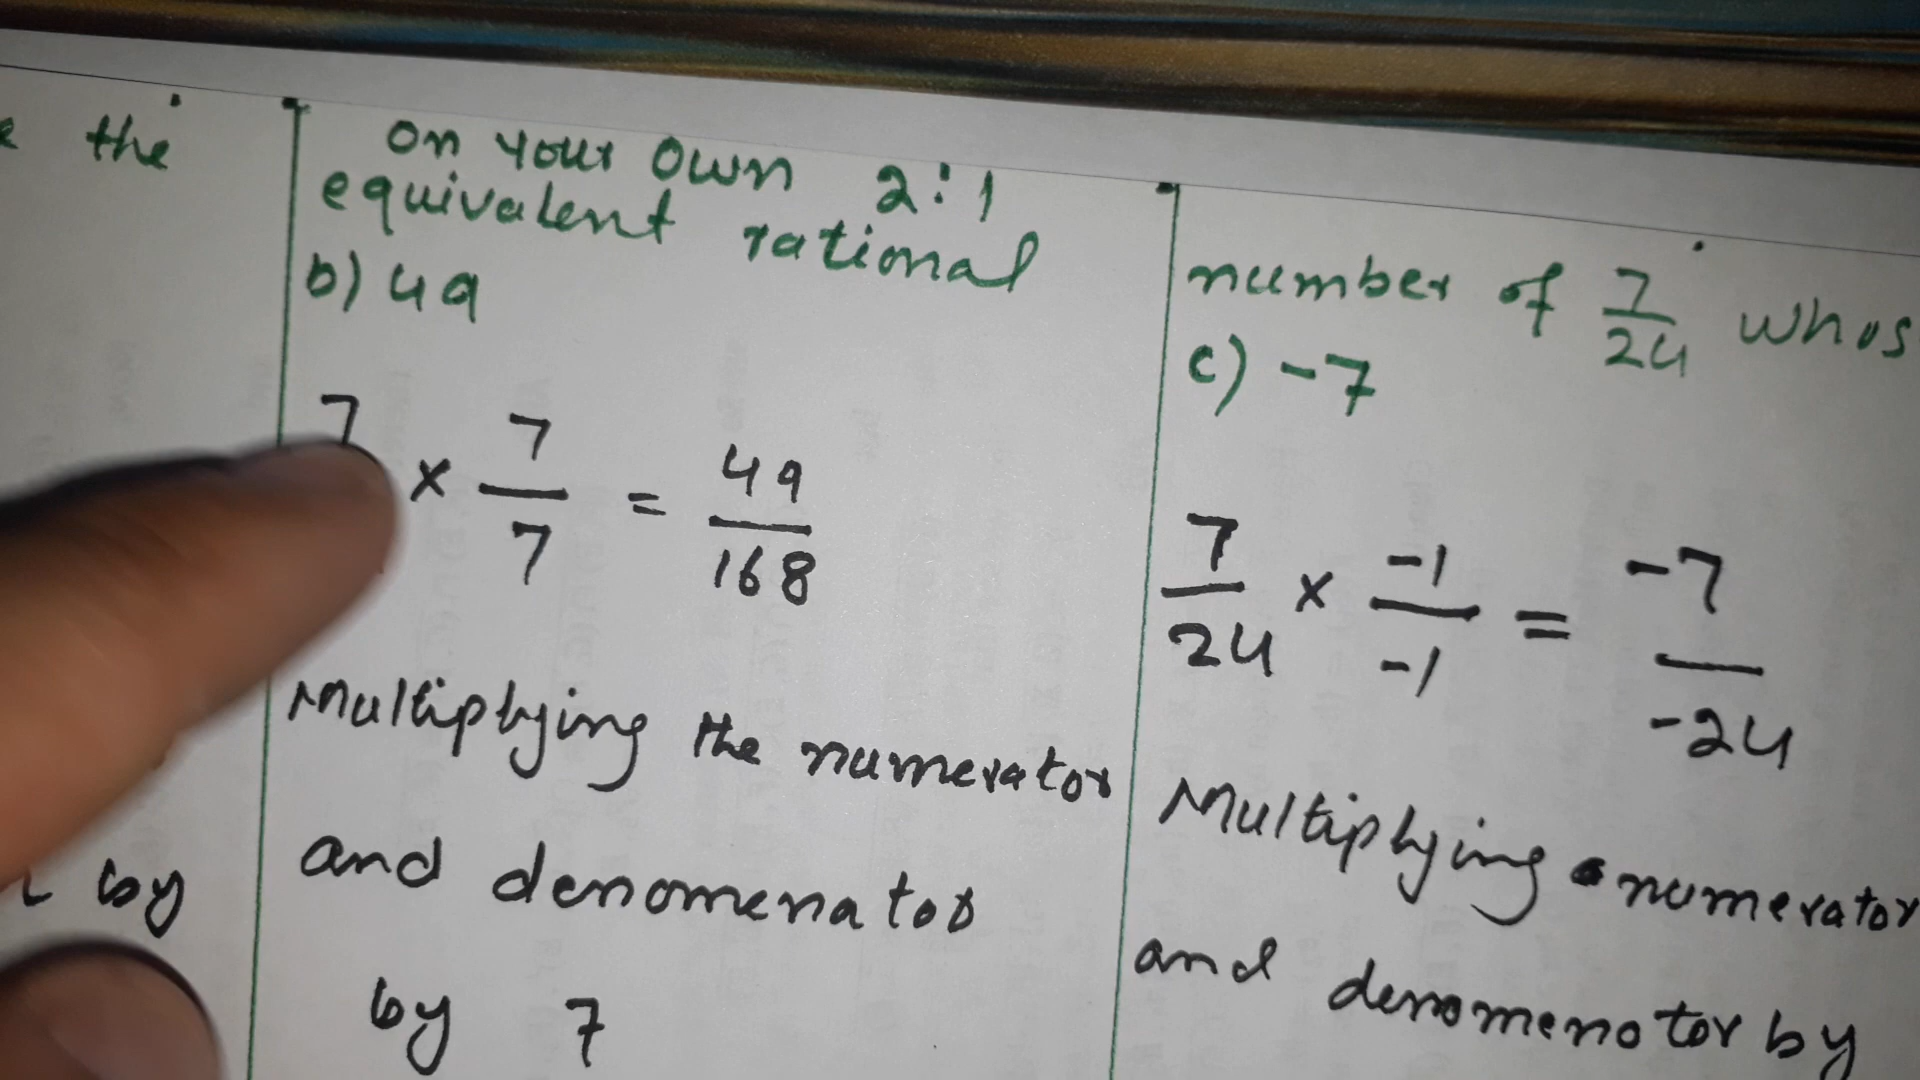 the
on your own 2:1
equivalent rational
b) 49
7 × 7/7 = 49/168
Multiplying the numerator
and denomenator
by 7
number of 7/24 whos
c) -7
7/24 × -1/-1 = -7/-24
Multiplying numerator
and denomenotor by
by